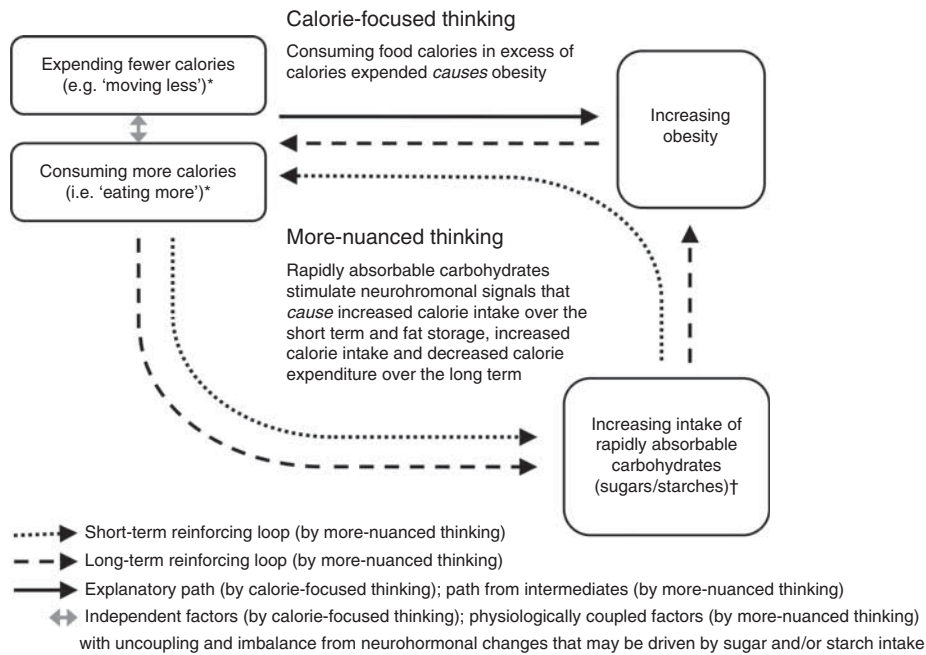 Calorie-focused thinking
Consuming food calories in excess of
calories expended causes obesity
Expending fewer calories
(e.g. ‘moving less’)*
Consuming more calories
(i.e. ‘eating more’)*
Increasing
obesity
More-nuanced thinking
Rapidly absorbable carbohydrates
stimulate neurohromonal signals that
cause increased calorie intake over the
short term and fat storage, increased
calorie intake and decreased calorie
expenditure over the long term
Increasing intake of
rapidly absorbable
carbohydrates
(sugars/starches)†
Short-term reinforcing loop (by more-nuanced thinking)
Long-term reinforcing loop (by more-nuanced thinking)
Explanatory path (by calorie-focused thinking); path from intermediates (by more-nuanced thinking)
Independent factors (by calorie-focused thinking); physiologically coupled factors (by more-nuanced thinking)
with uncoupling and imbalance from neurohormonal changes that may be driven by sugar and/or starch intake